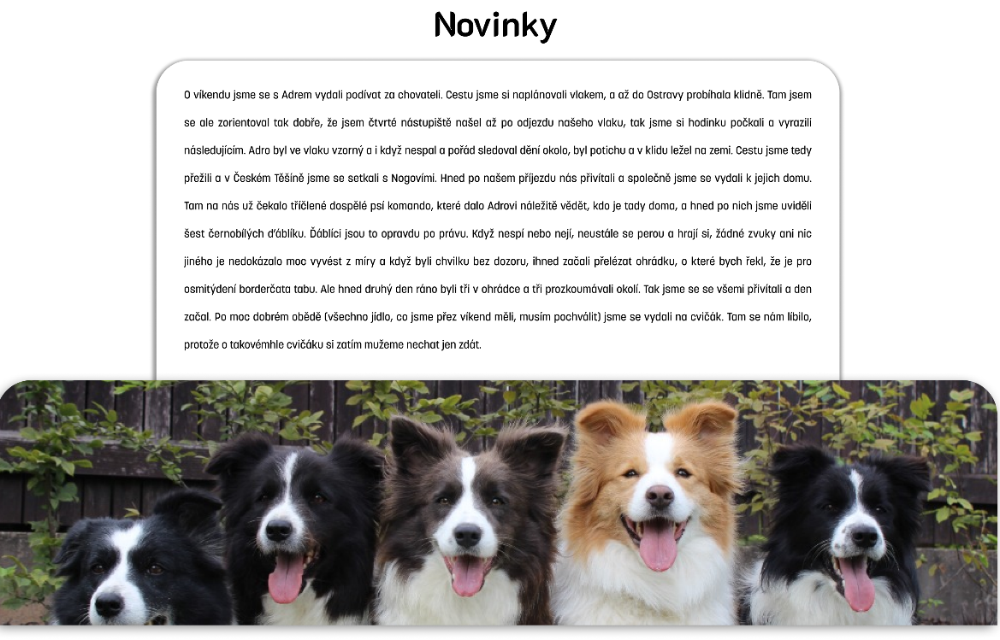 Novinky
O víkendu jsme se s Adrem vydali podívat za chovateli. Cestu jsme si naplánovali vlakem, a až do Ostravy probíhala klidně. Tam jsem
se ale zorientoval tak dobře, že jsem čtvrté nástupiště našel až po odjezdu našeho vlaku, tak jsme si hodinku počkali a vyrazili
následujícím. Adro byl ve vlaku vzorný a i když nespal a pořád sledoval dění okolo, byl potichu a v klidu ležel na zemi. Cestu jsme tedy
přežili a v Českém Těšíně jsme se setkali s Nogovími. Hned po našem příjezdu nás přivítali a společně jsme se vydali k jejich domu.
Tam na nás už čekalo tříčlené dospělé psí komando, které dalo Adrovi náležitě vědět, kdo je tady doma, a hned po nich jsme uviděli
šest černobílých ďáblíku. Ďáblíci jsou to opravdu po právu. Když nespí nebo nejí, neustále se perou a hrají si, žádné zvuky ani nic
jiného je nedokázalo moc vyvést z míry a když byli chvilku bez dozoru, ihned začali přelézat ohrádku, o které bych řekl, že je pro
osmitýdení borderčata tabu. Ale hned druhý den ráno byli tři v ohrádce a tři prozkoumávali okolí. Tak jsme se se všemi přivítali a den
začal. Po moc dobrém obědě (všechno jídlo, co jsme přez víkend měli, musím pochválit) jsme se vydali na cvičák. Tam se nám líbilo,
protože o takovémhle cvičáku si zatím mužeme nechat jen zdát.